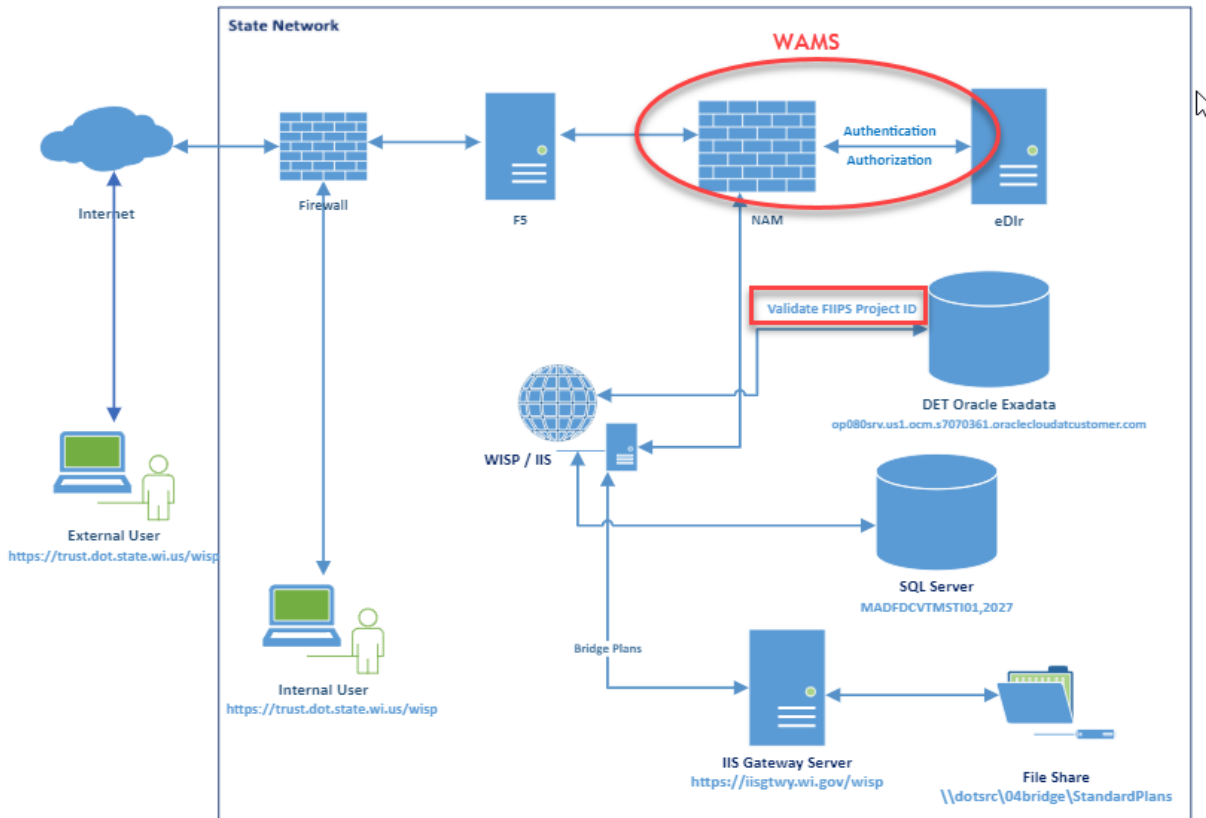 State Network
WAMS
Authentication
Authorization
Internet
Firewall
F5
NAM
eDIr
Validate FIIPS Project ID
DET Oracle Exadata
op080srv.us1.ocm.s7070361.oraclecloudatcustomer.com
WISP / IIS
External User
https://trust.dot.state.wi.us/wisp
SQL Server
MADFDCVTMSTI01,2027
Bridge Plans
Internal User
https://trust.dot.state.wi.us/wisp
IIS Gateway Server
https://iisgtwy.wi.gov/wisp
File Share
\\dotsrc\04bridge\StandardPlans